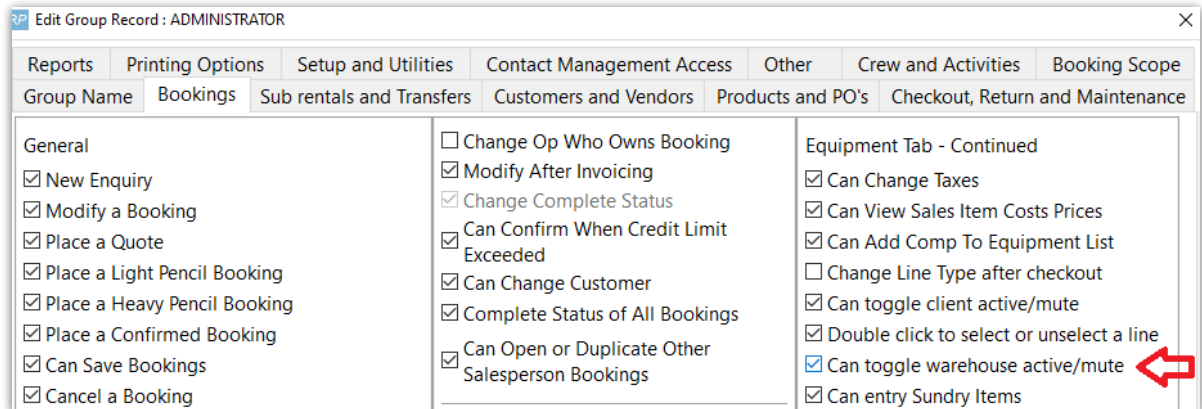 RP Edit Group Record : ADMINISTRATOR
Reports Printing Options Setup and Utilities Contact Management Access Other Crew and Activities Booking Scope
Group Name Bookings Sub rentals and Transfers Customers and Vendors Products and PO's Checkout, Return and Maintenance
General
New Enquiry
Modify a Booking
Place a Quote
Place a Light Pencil Booking
Place a Heavy Pencil Booking
Place a Confirmed Booking
Can Save Bookings
Cancel a Booking
Change Op Who Owns Booking
Modify After Invoicing
Change Complete Status
Can Confirm When Credit Limit
Exceeded
Can Change Customer
Complete Status of All Bookings
Can Open or Duplicate Other
Salesperson Bookings
Equipment Tab - Continued
Can Change Taxes
Can View Sales Item Costs Prices
Can Add Comp To Equipment List
Change Line Type after checkout
Can toggle client active/mute
Double click to select or unselect a line
Can toggle warehouse active/mute
Can entry Sundry Items